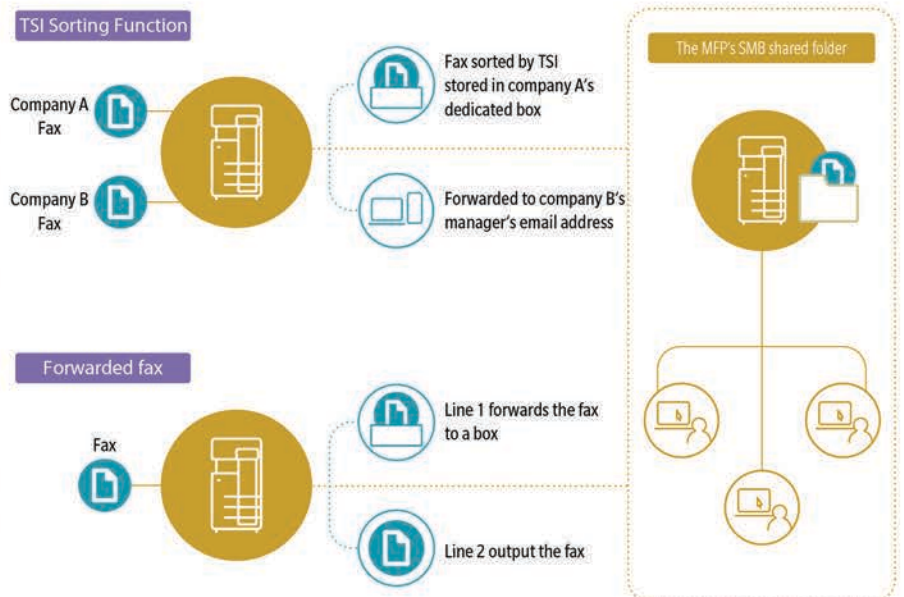 TSI Sorting Function
Company A
Fax
Company B
Fax
Fax sorted by TSI
stored in company A's
dedicated box
Forwarded to company B's
manager's email address
The MFP's SMB shared folder
Forwarded fax
Fax
Line 1 forwards the fax
to a box
Line 2 output the fax